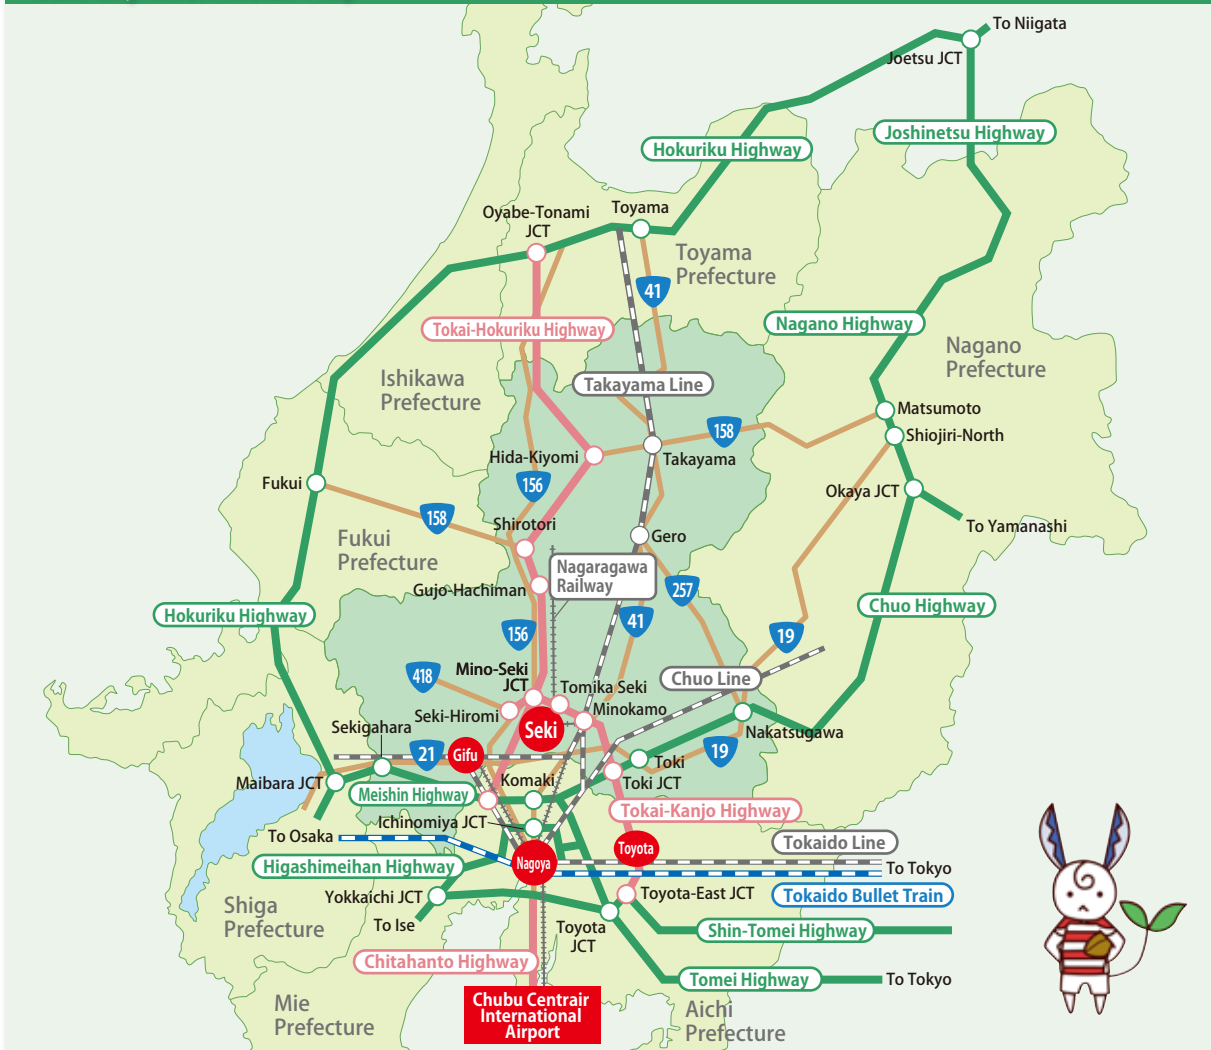 To Niigata
Joetsu JCT
Joshinetsu Highway
Hokuriku Highway
Oyabe-Tonami
JCT
Toyama
Toyama
Prefecture
41
Tokai-Hokuriku Highway
Nagano Highway
Nagano
Prefecture
Ishikawa
Prefecture
Takayama Line
Matsumoto
158
Shiojiri-North
Hida-Kiyomi
Takayama
Fukui
156
Okaya JCT
158
Shirotori
To Yamanashi
Fukui
Prefecture
Gero
Nagaragawa
Railway
Gujo-Hachiman
257
Chuo Highway
Hokuriku Highway
156
41
19
Mino-Seki
JCT
418
Chuo Line
Tomika Seki
Seki-Hiromi
Minokamo
Sekigahara
Seki
Nakatsugawa
21
Gifu
19
Toki
Maibara JCT
Komaki
Toki JCT
Meishin Highway
Tokai-Kanjo Highway
Ichinomiya JCT
To Osaka
Toyota
Tokaido Line
Nagoya
Higashimeihan Highway
To Tokyo
Yokkaichi JCT
Toyota-East JCT
Tokaido Bullet Train
Shiga
Prefecture
To Ise
Toyota
JCT
Shin-Tomei Highway
Chitahanto Highway
Tomei Highway
To Tokyo
Mie
Prefecture
Chubu Centrair
International
Airport
Aichi
Prefecture